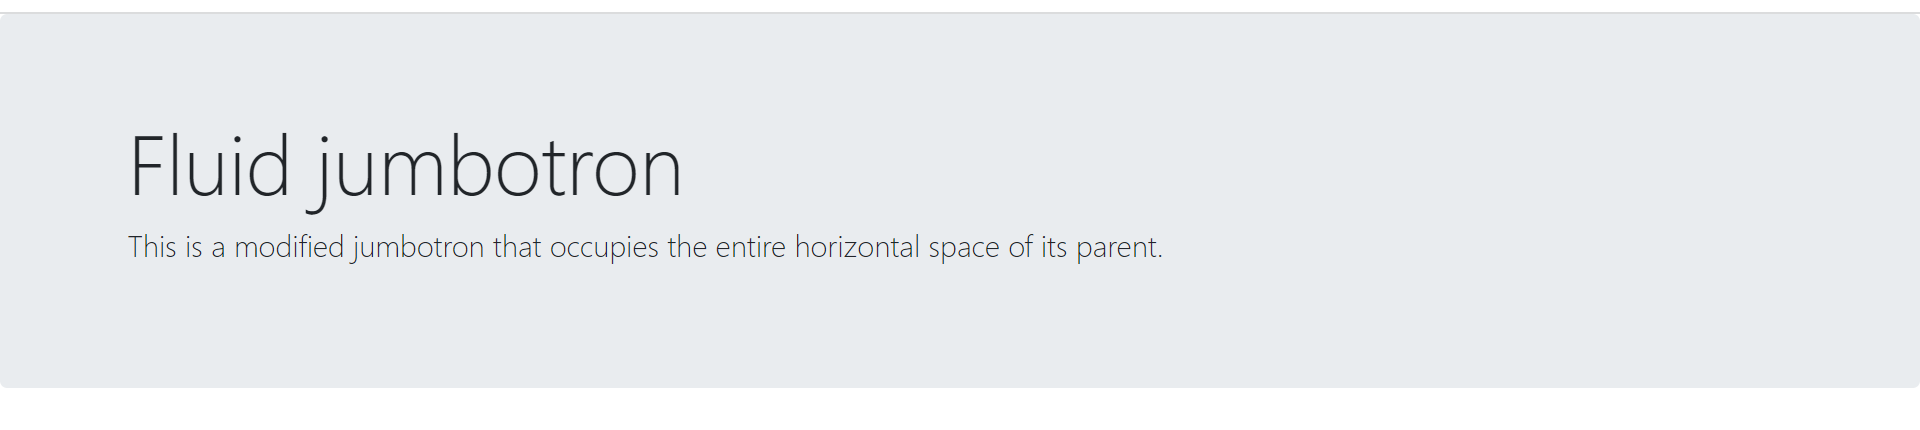 Fluid jumbotron
This is a modified jumbotron that occupies the entire horizontal space of its parent.